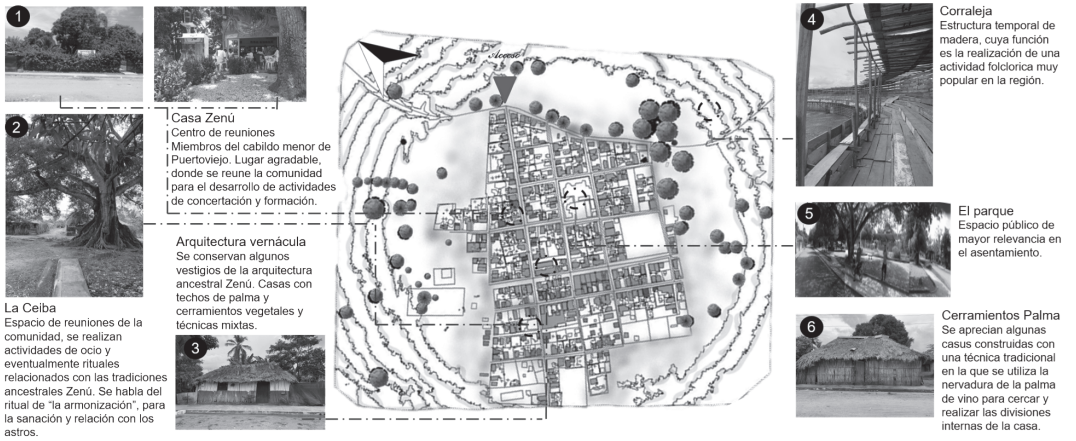 1
Casa Zenú
Centro de reuniones
Miembros del cabildo menor de
Puertoviejo. Lugar agradable,
donde se reune la comunidad
para el desarrollo de actividades
de concertación y formación.
2
La Ceiba
Espacio de reuniones de la
comunidad, se realizan
actividades de ocio y
eventualmente rituales
relacionados con las tradiciones
ancestrales Zenú. Se habla del
ritual de “la armonización”, para
la sanación y relación con los
astros.
Arquitectura vernácula
Se conservan algunos
vestigios de la arquitectura
ancestral Zenú. Casas con
techos de palma y
cerramientos vegetales y
técnicas mixtas.
3
Acceso
4
Corraleja
Estructura temporal de
madera, cuya función
es la realización de una
actividad folclorica muy
popular en la región.
5
El parque
Espacio público de
mayor relevancia en
el asentamiento.
6
Cerramientos Palma
Se aprecian algunas
casus construidas con
una técnica tradicional
en la que se utiliza la
nervadura de la palma
de vino para cercar y
realizar las divisiones
internas de la casa.